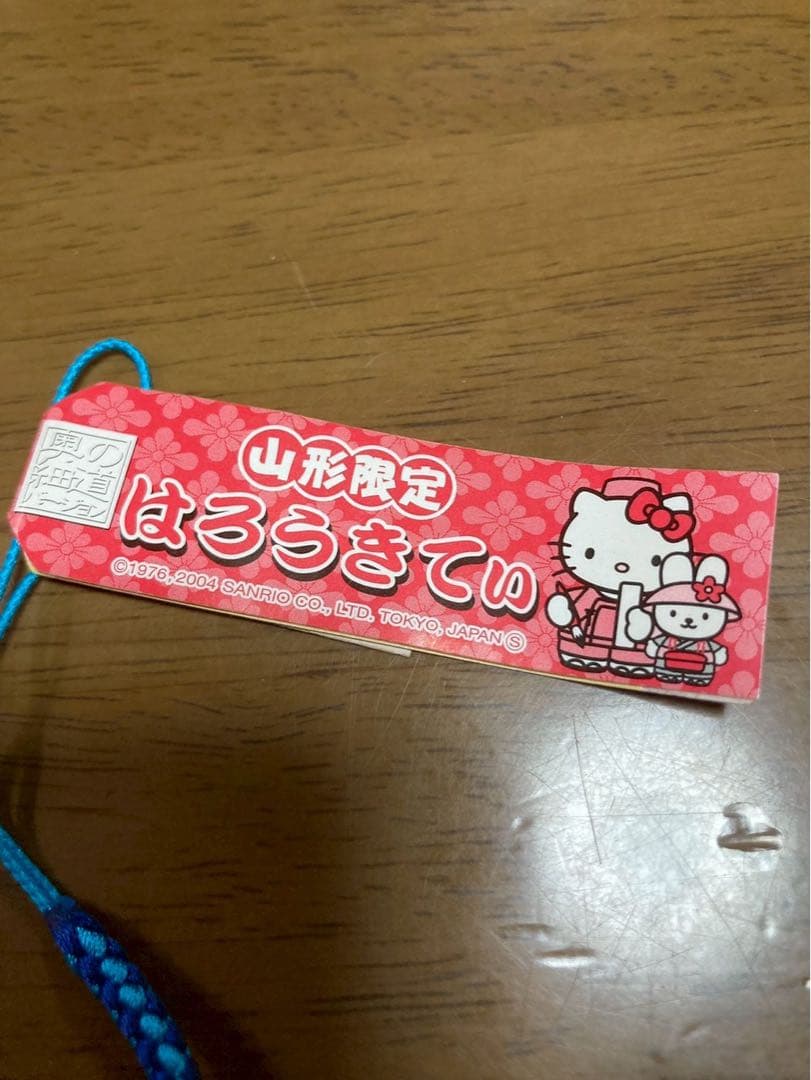 奥の
細道
バージョン
山形限定
はろうきてぃ
©1976, 2004 SANRIO CO., LTD. TOKYO, JAPAN Ⓢ